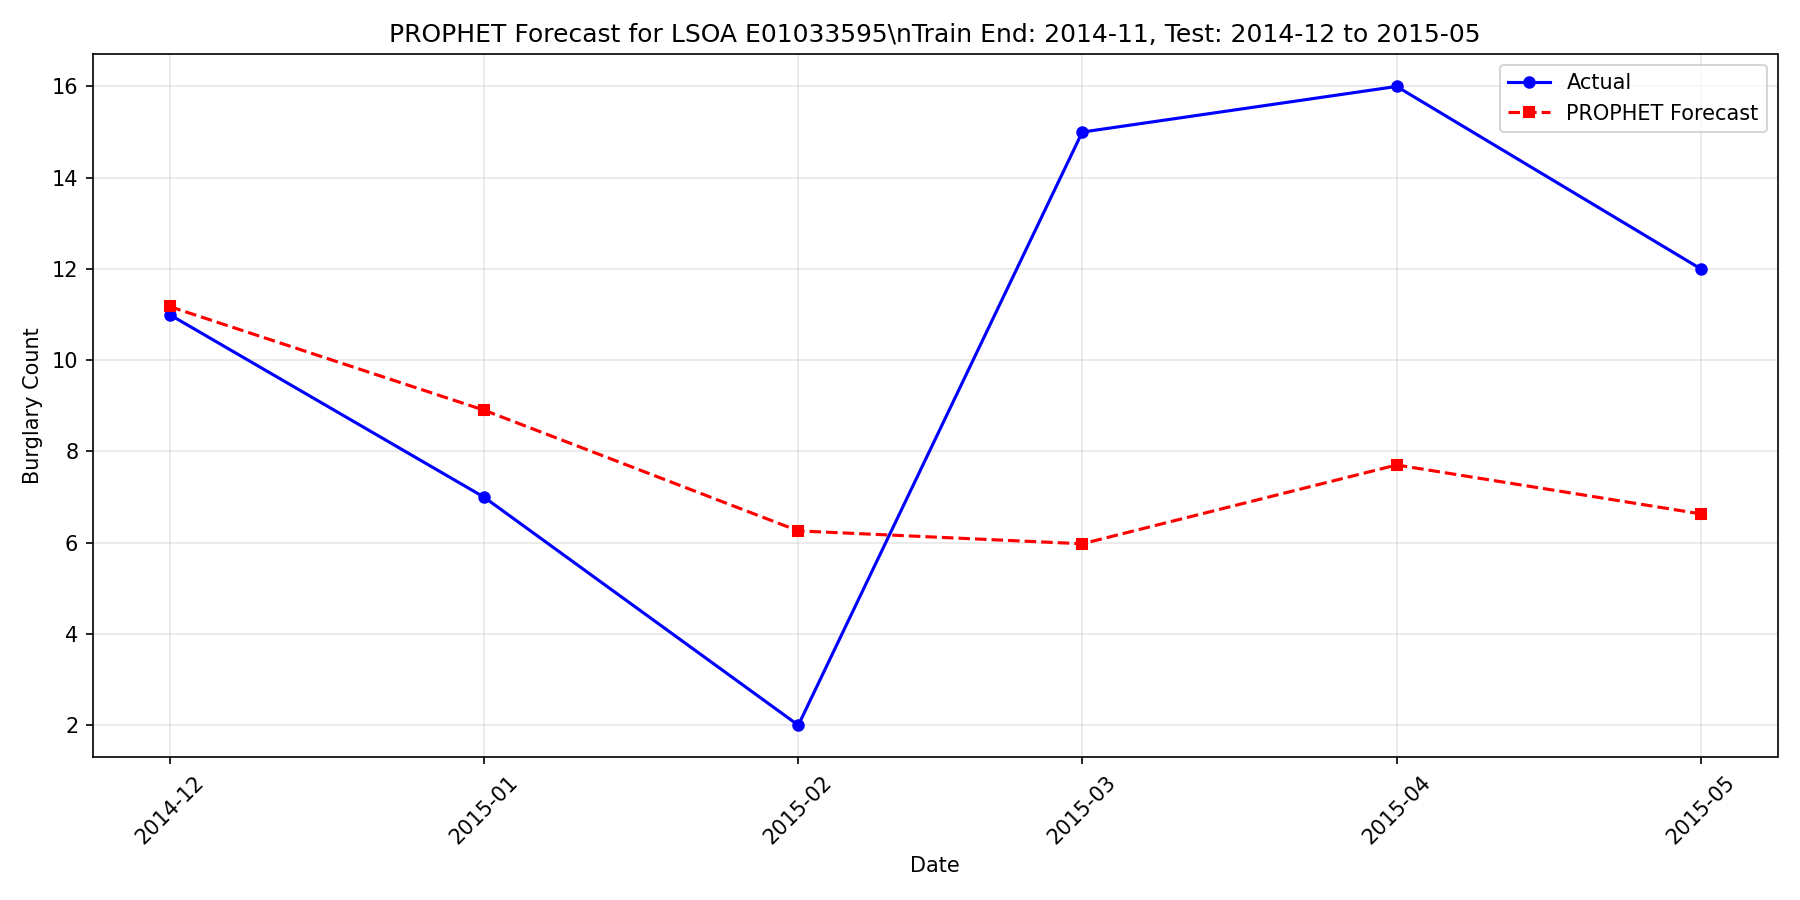 PROPHET Forecast for LSOA E01033595\nTrain End: 2014-11, Test: 2014-12 to 2015-05
Actual
PROPHET Forecast
Burglary Count
16
14
12
10
8
6
4
2
2014-12
2015-01
2015-02
2015-03
2015-04
2015-05
Date